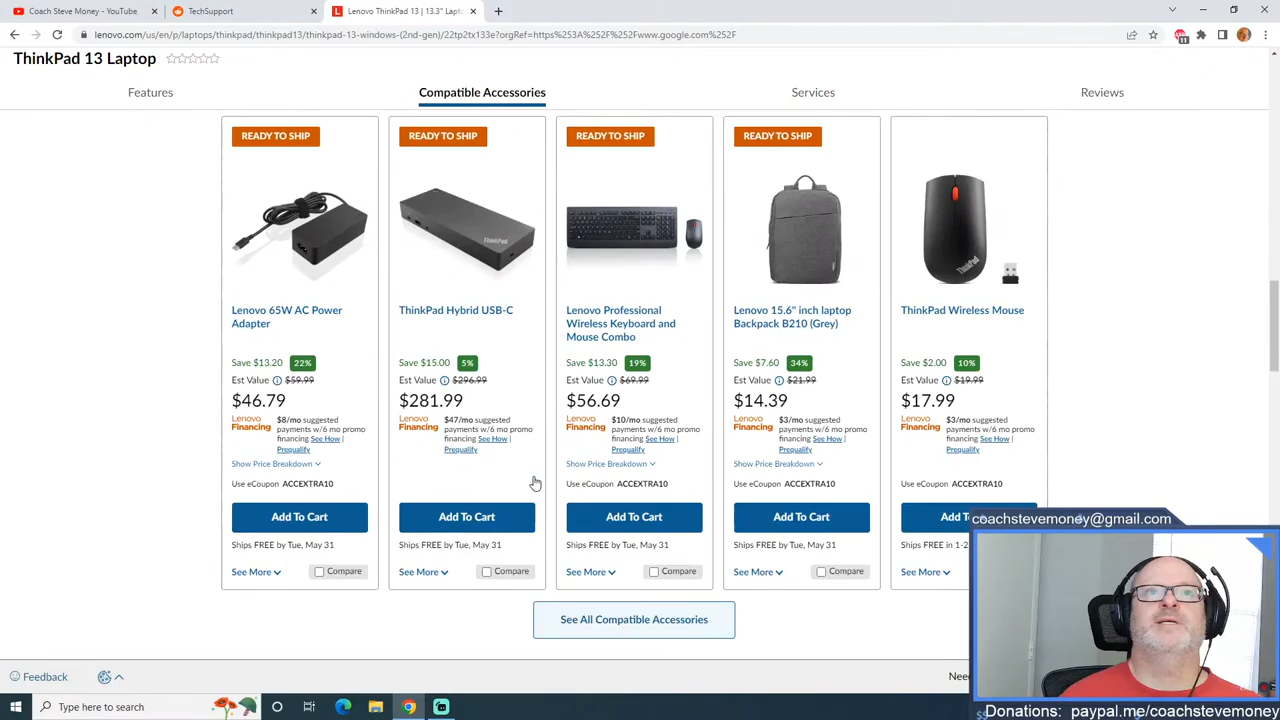 Coach Steve Money - YouTube
TechSupport
Lenovo ThinkPad 13 | 13.3" Lapt
lenovo.com/us/en/p/laptops/thinkpad/thinkpad13/thinkpad-13-windows-(2nd-gen)/22tp2tx133e?orgRef=https%253A%252F%252Fwww.google.com%252F
11
ThinkPad 13 Laptop
Features
Compatible Accessories
Services
Reviews
READY TO SHIP
READY TO SHIP
READY TO SHIP
READY TO SHIP
ThinkPad
ThinkPad
Lenovo 65W AC Power
Adapter
ThinkPad Hybrid USB-C
Lenovo Professional
Wireless Keyboard and
Mouse Combo
Lenovo 15.6" inch laptop
Backpack B210 (Grey)
ThinkPad Wireless Mouse
Save $13.20 22%
Save $15.00 5%
Save $13.30 19%
Save $7.60 34%
Save $2.00 10%
Est Value $59.99
Est Value $296.99
Est Value $69.99
Est Value $21.99
Est Value $19.99
$46.79
$281.99
$56.69
$14.39
$17.99
Lenovo
Financing
$8/mo suggested
payments w/6 mo promo
financing See How |
Prequalify
Lenovo
Financing
$47/mo suggested
payments w/6 mo promo
financing See How |
Prequalify
Lenovo
Financing
$10/mo suggested
payments w/6 mo promo
financing See How |
Prequalify
Lenovo
Financing
$3/mo suggested
payments w/6 mo promo
financing See How |
Prequalify
Lenovo
Financing
$3/mo suggested
payments w/6 mo promo
financing See How |
Prequalify
Show Price Breakdown
Show Price Breakdown
Show Price Breakdown
Use eCoupon ACCEXTRA10
Use eCoupon ACCEXTRA10
Use eCoupon ACCEXTRA10
Use eCoupon ACCEXTRA10
Add To Cart
Add To Cart
Add To Cart
Add To Cart
Add
coachstevemoney@gmail.com
Ships FREE by Tue, May 31
Ships FREE by Tue, May 31
Ships FREE by Tue, May 31
Ships FREE by Tue, May 31
Ships FREE in 1-2
See More
Compare
See More
Compare
See More
Compare
See More
Compare
See More
See All Compatible Accessories
Feedback
Need
Type here to search
Donations: paypal.me/coachstevemoney